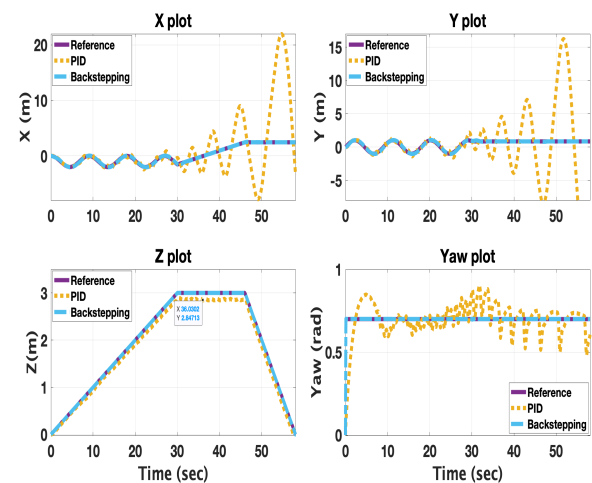 X plot
Y plot
Reference
PID
Backstepping
Reference
PID
Backstepping
X (m)
20
10
0
Y (m)
15
10
5
0
-5
0 10 20 30 40 50
0 10 20 30 40 50
Z plot
Yaw plot
Reference
PID
Backstepping
X 36.0302
Y 2.84713
Z(m)
3
2
1
0
Yaw (rad)
1
0.5
0
Reference
PID
Backstepping
0 10 20 30 40 50
0 10 20 30 40 50
Time (sec)
Time (sec)